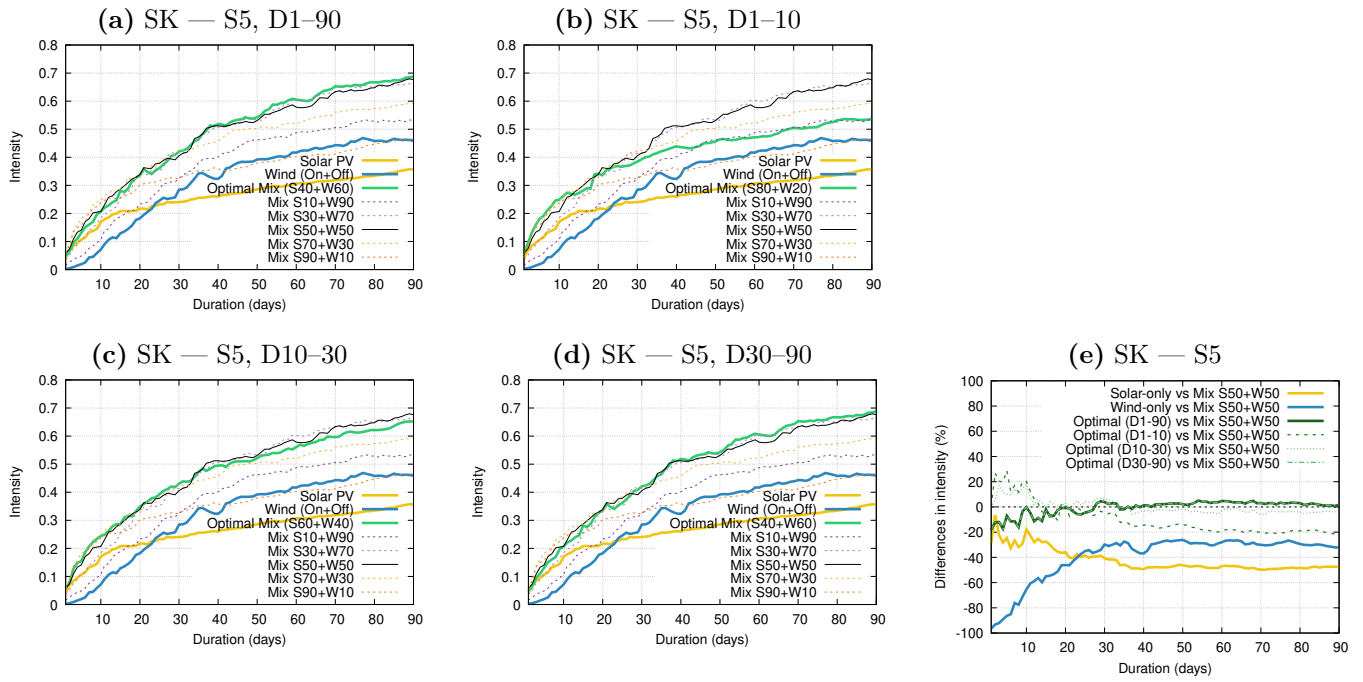 (a) SK — S5, D1–90
0.8
0.7
0.6
0.5
0.4
0.3
0.2
0.1
0
Intensity
Solar PV
Wind (On+Off)
Optimal Mix (S40+W60)
Mix S10+W90
Mix S30+W70
Mix S50+W50
Mix S70+W30
Mix S90+W10
10 20 30 40 50 60 70 80 90
Duration (days)
(b) SK — S5, D1–10
0.8
0.7
0.6
0.5
0.4
0.3
0.2
0.1
0
Intensity
Solar PV
Wind (On+Off)
Optimal Mix (S80+W20)
Mix S10+W90
Mix S30+W70
Mix S50+W50
Mix S70+W30
Mix S90+W10
10 20 30 40 50 60 70 80 90
Duration (days)
(c) SK — S5, D10–30
0.8
0.7
0.6
0.5
0.4
0.3
0.2
0.1
0
Intensity
Solar PV
Wind (On+Off)
Optimal Mix (S60+W40)
Mix S10+W90
Mix S30+W70
Mix S50+W50
Mix S70+W30
Mix S90+W10
10 20 30 40 50 60 70 80 90
Duration (days)
(d) SK — S5, D30–90
0.8
0.7
0.6
0.5
0.4
0.3
0.2
0.1
0
Intensity
Solar PV
Wind (On+Off)
Optimal Mix (S40+W60)
Mix S10+W90
Mix S30+W70
Mix S50+W50
Mix S70+W30
Mix S90+W10
10 20 30 40 50 60 70 80 90
Duration (days)
(e) SK — S5
100
80
60
40
20
0
-20
-40
-60
-80
-100
Differences in intensity (%)
Solar-only vs Mix S50+W50
Wind-only vs Mix S50+W50
Optimal (D1-90) vs Mix S50+W50
Optimal (D1-10) vs Mix S50+W50
Optimal (D10-30) vs Mix S50+W50
Optimal (D30-90) vs Mix S50+W50
10 20 30 40 50 60 70 80 90
Duration (days)